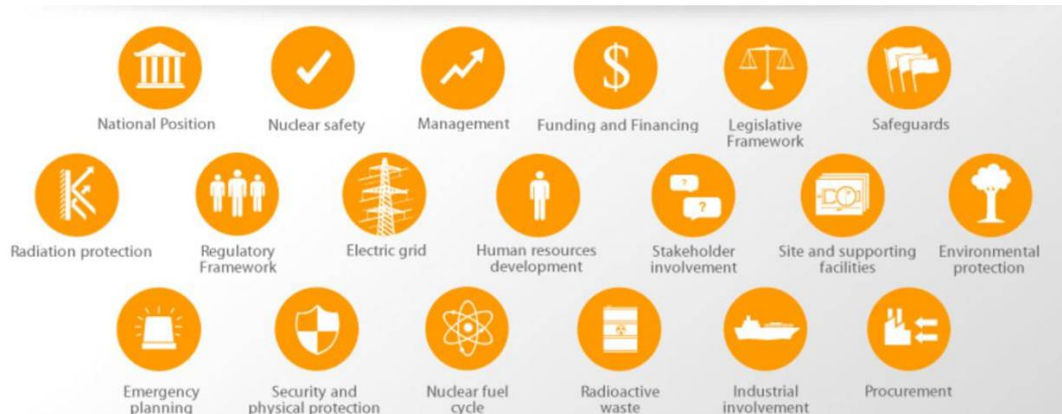 National Position
Nuclear safety
Management
Funding and Financing
Legislative
Framework
Safeguards
Radiation protection
Regulatory
Framework
Electric grid
Human resources
development
Stakeholder
involvement
Site and supporting
facilities
Environmental
protection
Emergency
planning
Security and
physical protection
Nuclear fuel
cycle
Radioactive
waste
Industrial
involvement
Procurement